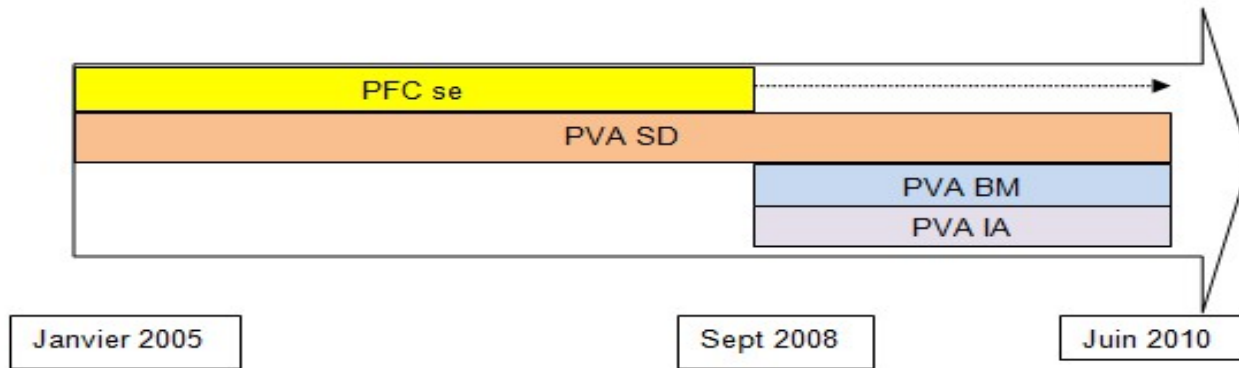 PFC se
PVA SD
PVA BM
PVA IA
Janvier 2005
Sept 2008
Juin 2010